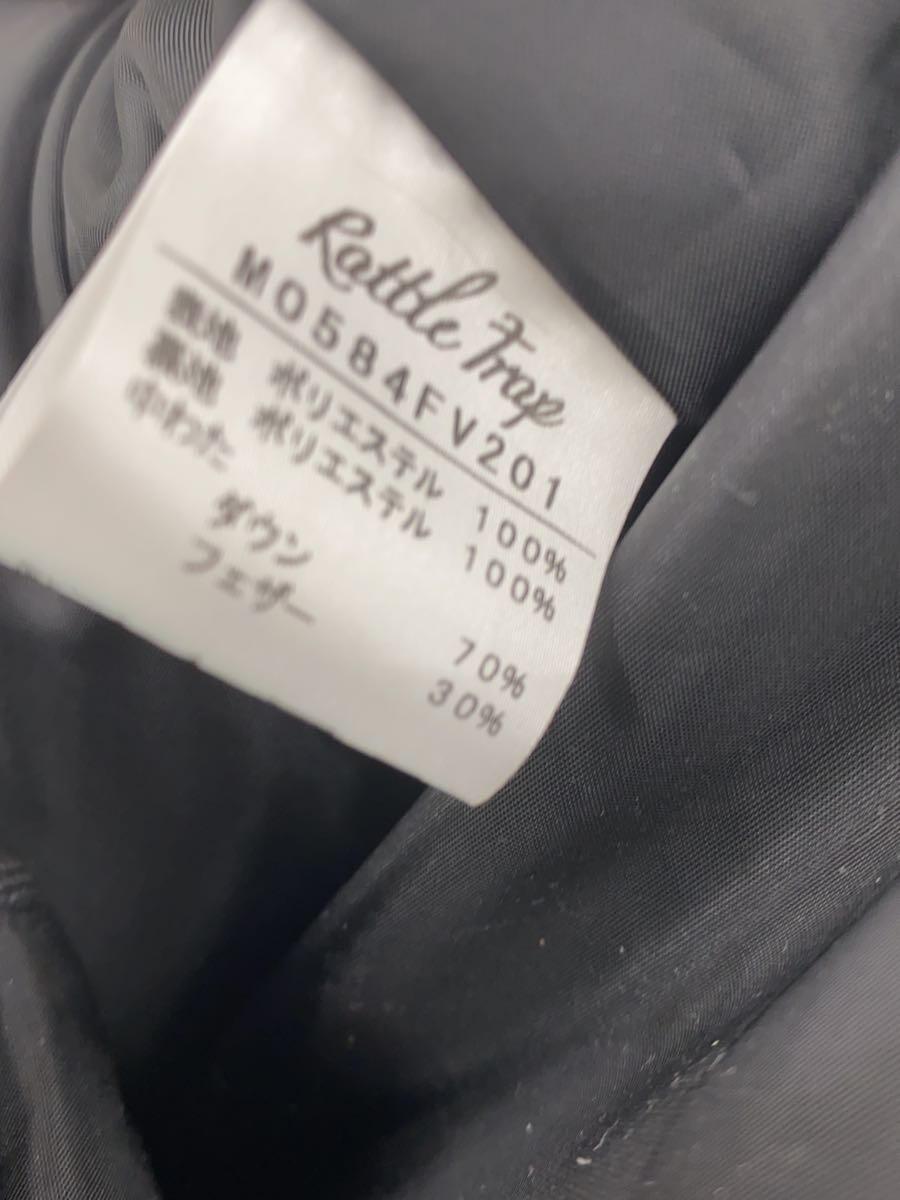 Rattle Trap
M0584FV201
表地 ポリエステル 100%
裏地 ポリエステル 100%
中わた
ダウン 70%
フェザー 30%